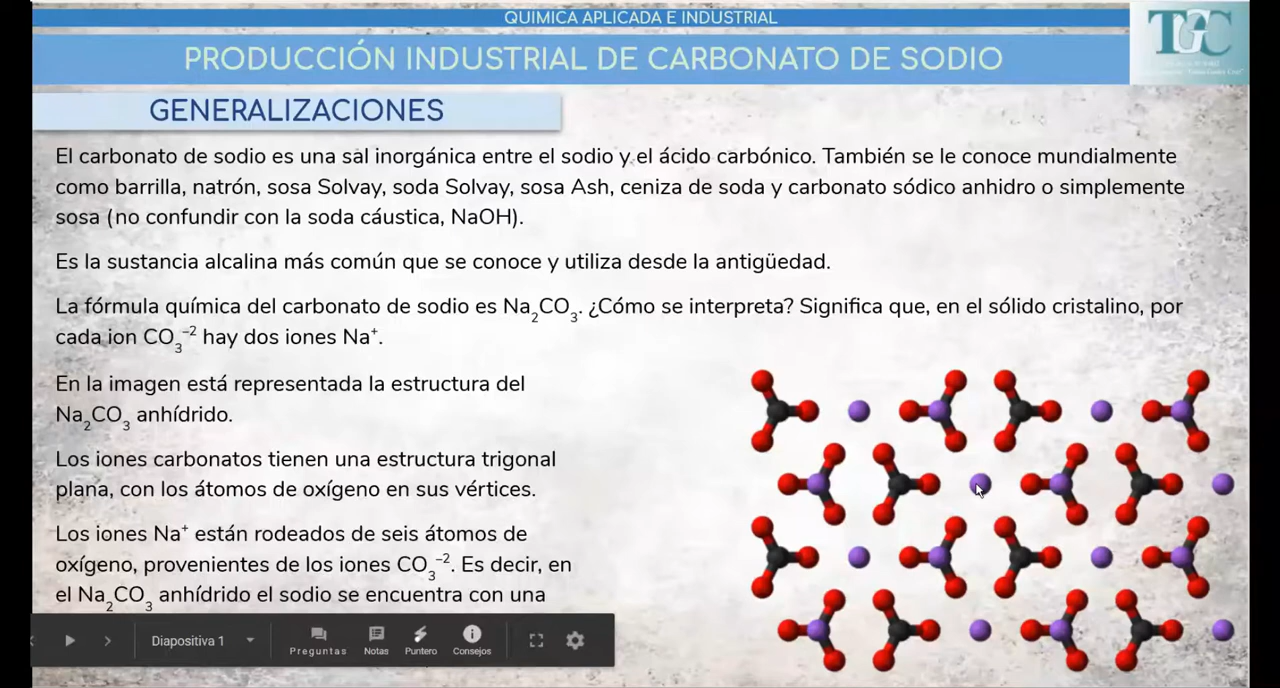 QUIMICA APLICADA E INDUSTRIAL
PRODUCCIÓN INDUSTRIAL DE CARBONATO DE SODIO
TGC
GENERALIZACIONES
El carbonato de sodio es una sal inorgánica entre el sodio y el ácido carbónico. También se le conoce mundialmente
como barrilla, natrón, sosa Solvay, soda Solvay, sosa Ash, ceniza de soda y carbonato sódico anhidro o simplemente
sosa (no confundir con la soda cáustica, NaOH).
Es la sustancia alcalina más común que se conoce y utiliza desde la antigüedad.
La fórmula química del carbonato de sodio es Na₂CO₃. ¿Cómo se interpreta? Significa que, en el sólido cristalino, por
cada ion CO₃⁻² hay dos iones Na⁺.
En la imagen está representada la estructura del
Na₂CO₃ anhídrido.
Los iones carbonatos tienen una estructura trigonal
plana, con los átomos de oxígeno en sus vértices.
Los iones Na⁺ están rodeados de seis átomos de
oxígeno, provenientes de los iones CO₃⁻². Es decir, en
el Na₂CO₃ anhídrido el sodio se encuentra con una
Diapositiva 1
Preguntas
Notas
Puntero
Consejos